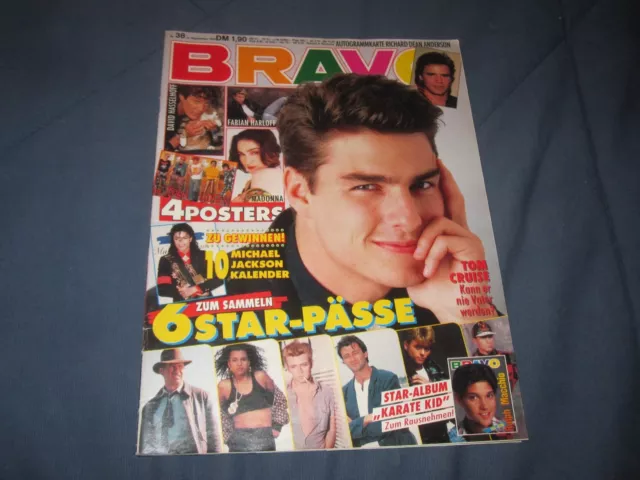 38
DM 1,90
AUTOGRAMMKARTE RICHARD DEAN ANDERSON
BRAVO
DAVID HASSELHOFF
FABIAN HARLOFF
MADONNA
4 POSTERS
ZU GEWINNEN!
10 MICHAEL
JACKSON
KALENDER
TOM
CRUISE
Kann er
nie Vater
werden?
ZUM SAMMELN
6 STAR-PÄSSE
STAR-ALBUM
„KARATE KID"
Zum Rausnehmen!
BRAVO